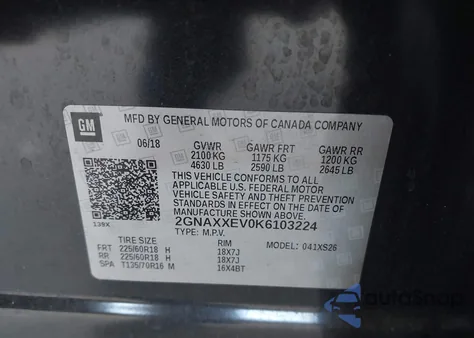 GM
MFD BY GENERAL MOTORS OF CANADA COMPANY
06/18 GVWR GAWR FRT GAWR RR
2100 KG 1175 KG 1200 KG
4630 LB 2590 LB 2645 LB
THIS VEHICLE CONFORMS TO ALL
APPLICABLE U.S. FEDERAL MOTOR
VEHICLE SAFETY AND THEFT PREVENTION
STANDARDS IN EFFECT ON THE DATE OF
MANUFACTURE SHOWN ABOVE.
139X 2GNAXXEV0K6103224
TYPE: M.P.V. MODEL: 041XS26
TIRE SIZE RIM
FRT 225/60R18 H 18X7J
RR 225/60R18 H 18X7J
SPA T135/70R16 M 16X4BT
autoSnap